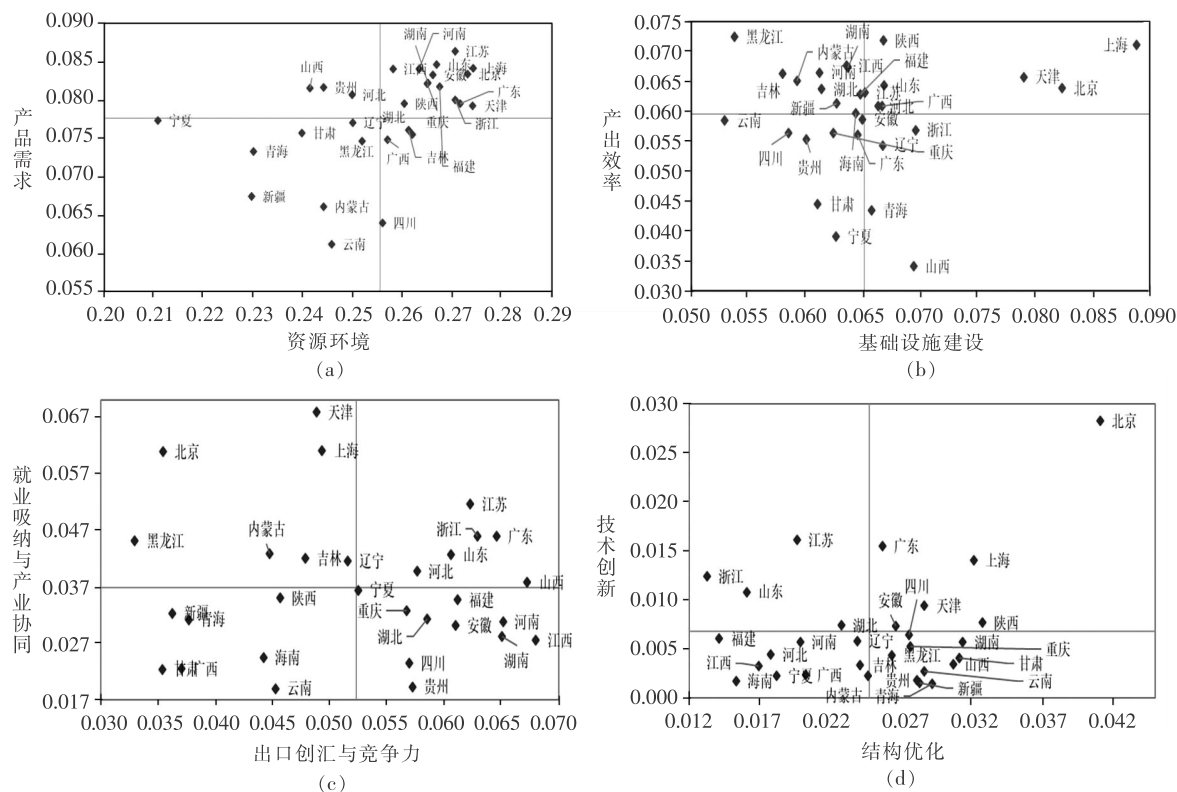 0.090
0.085
0.080
0.075
0.070
0.065
0.060
0.055
产品需求
湖南 河南
江苏
江西 山东 上海
安徽 北京
山西
贵州
河北
广东
陕西 天津
宁夏
辽宁 湖北 重庆 浙江
甘肃
黑龙江
广西 吉林
青海
福建
新疆
内蒙古
四川
云南
0.20 0.21 0.22 0.23 0.24 0.25 0.26 0.27 0.28 0.29
资源环境
(a)
0.075
0.070
0.065
0.060
0.055
0.050
0.045
0.040
0.035
0.030
产出效率
黑龙江
湖南
陕西
上海
内蒙古
福建
河南 江西
天津
吉林
湖北 山东
北京
江苏
新疆
广西
湖北
云南
安徽
浙江
四川
辽宁
重庆
贵州
海南 广东
甘肃
青海
宁夏
山西
0.050 0.055 0.060 0.065 0.070 0.075 0.080 0.085 0.090
基础设施建设
(b)
0.067
0.057
0.047
0.037
0.027
0.017
就业吸纳与产业协同
天津
北京
上海
江苏
浙江 广东
黑龙江
内蒙古
吉林 辽宁
山东
河北
山西
宁夏
陕西
福建
新疆
重庆
青海
湖北
安徽
河南
湖南
江西
海南
甘肃 广西
四川
云南
贵州
0.030 0.035 0.040 0.045 0.050 0.055 0.060 0.065 0.070
出口创汇与竞争力
(c)
0.030
0.025
0.020
0.015
0.010
0.005
0.000
技术创新
北京
江苏
广东
上海
浙江
山东
四川
安徽
天津
湖北
陕西
福建
河南
辽宁
湖南
重庆
河北
黑龙江
江西
吉林
山西
甘肃
海南
宁夏 广西
贵州
云南
内蒙古 青海 新疆
0.012 0.017 0.022 0.027 0.032 0.037 0.042
结构优化
(d)